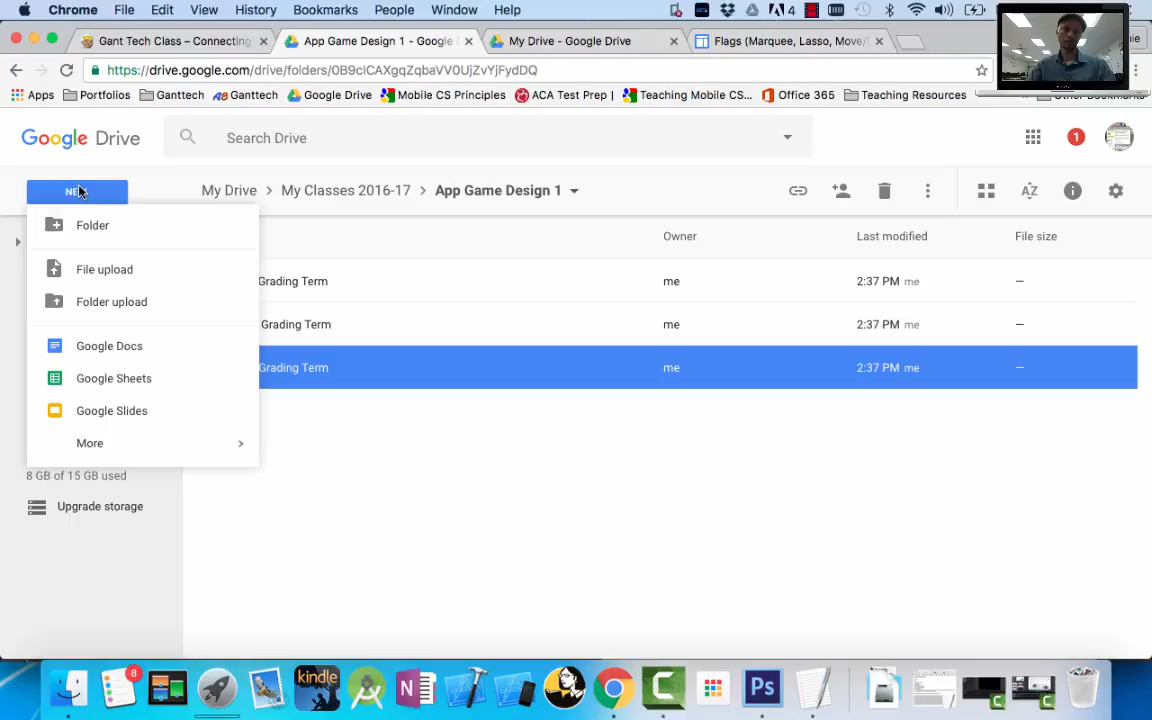 Chrome File Edit View History Bookmarks People Window Help 4
Gant Tech Class – Connecting App Game Design 1 - Google My Drive - Google Drive Flags (Marquee, Lasso, Move/
https://drive.google.com/drive/folders/0B9clCAXgqZqbaVV0UjZvYjFydDQ
Apps Portfolios Ganttech Ganttech Google Drive Mobile CS Principles ACA Test Prep | Teaching Mobile CS... Office 365 Teaching Resources
Google Drive Search Drive 1
My Drive My Classes 2016-17 App Game Design 1
Folder
Owner Last modified File size
File upload
Grading Term me 2:37 PM me —
Folder upload
Grading Term me 2:37 PM me —
Google Docs
Grading Term me 2:37 PM me —
Google Sheets
Google Slides
More
8 GB of 15 GB used
Upgrade storage
8
kindle
N
C
Ps